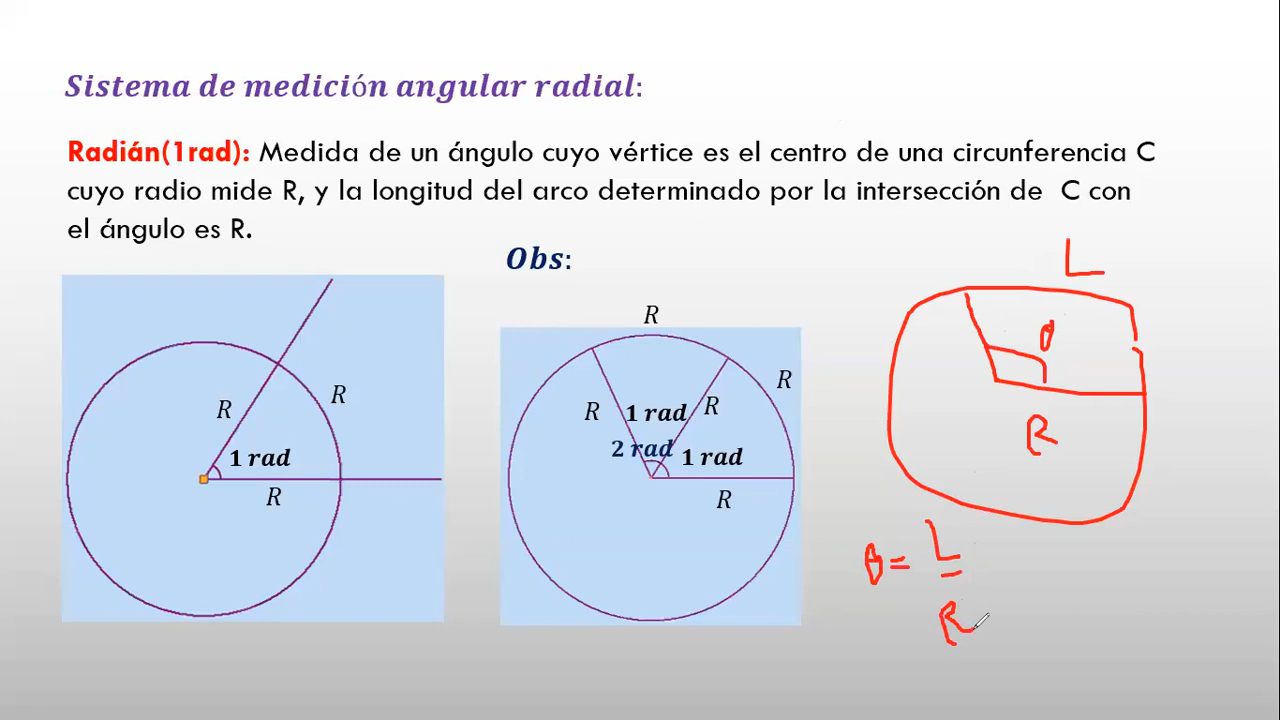 Sistema de medición angular radial:
Radián(1rad): Medida de un ángulo cuyo vértice es el centro de una circunferencia C
cuyo radio mide R, y la longitud del arco determinado por la intersección de C con
el ángulo es R.
Obs:
R
R
1 rad
R
R
R
R
1 rad
R
2 rad
1 rad
R
L
θ
R
θ = L
R